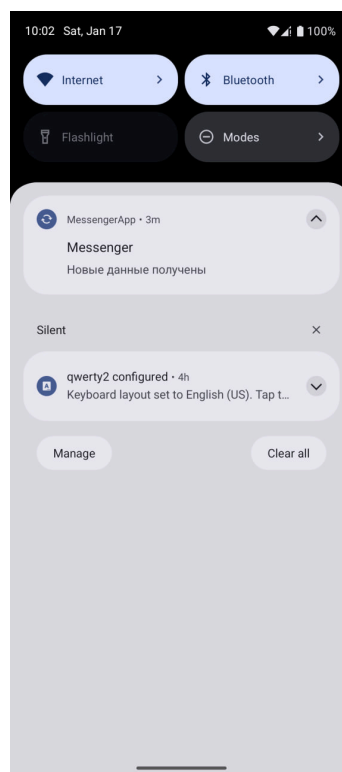 10:02 Sat, Jan 17 100%
Internet Bluetooth
Flashlight Modes
MessengerApp • 3m
Messenger
Новые данные получены
Silent
qwerty2 configured • 4h
Keyboard layout set to English (US). Tap t…
Manage Clear all